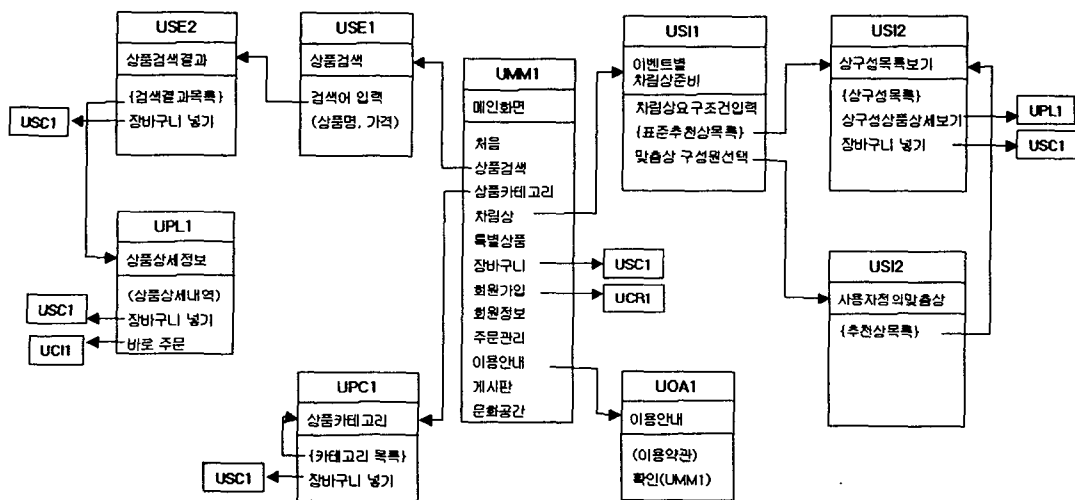 USE2
상품검색결과
{검색결과목록}
장바구니 넣기
USC1
USE1
상품검색
검색어 입력
(상품명, 가격)
UMM1
메인화면
처음
상품검색
상품카테고리
차림상
특별상품
장바구니
회원가입
회원정보
주문관리
이용안내
게시판
문화공간
USI1
이벤트별
차림상준비
차림상요구조건입력
{표준추천상목록}
맞춤상 구성원선택
USI2
상구성목록보기
{상구성목록}
상구성상품상세보기
장바구니 넣기
UPL1
USC1
UPL1
상품상세정보
(상품상세내역)
장바구니 넣기
바로 주문
USC1
UCI1
USC1
UCR1
USI2
사용자정의맞춤상
{추천상목록}
UPC1
상품카테고리
{카테고리 목록}
장바구니 넣기
USC1
UOA1
이용안내
(이용약관)
확인(UMM1)